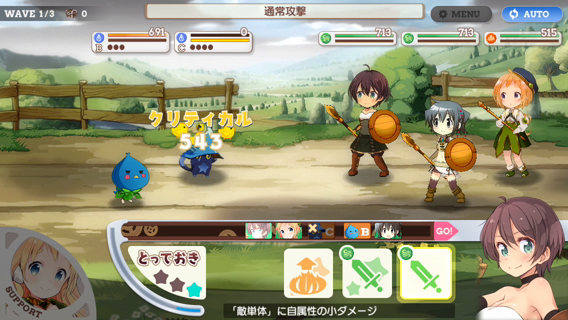 WAVE 1/3 0
通常攻撃
MENU
AUTO
B 691
C 0
713
713
515
クリティカル
543
C B GO!
とっておき
SUPPORT
「敵単体」に自属性の小ダメージ